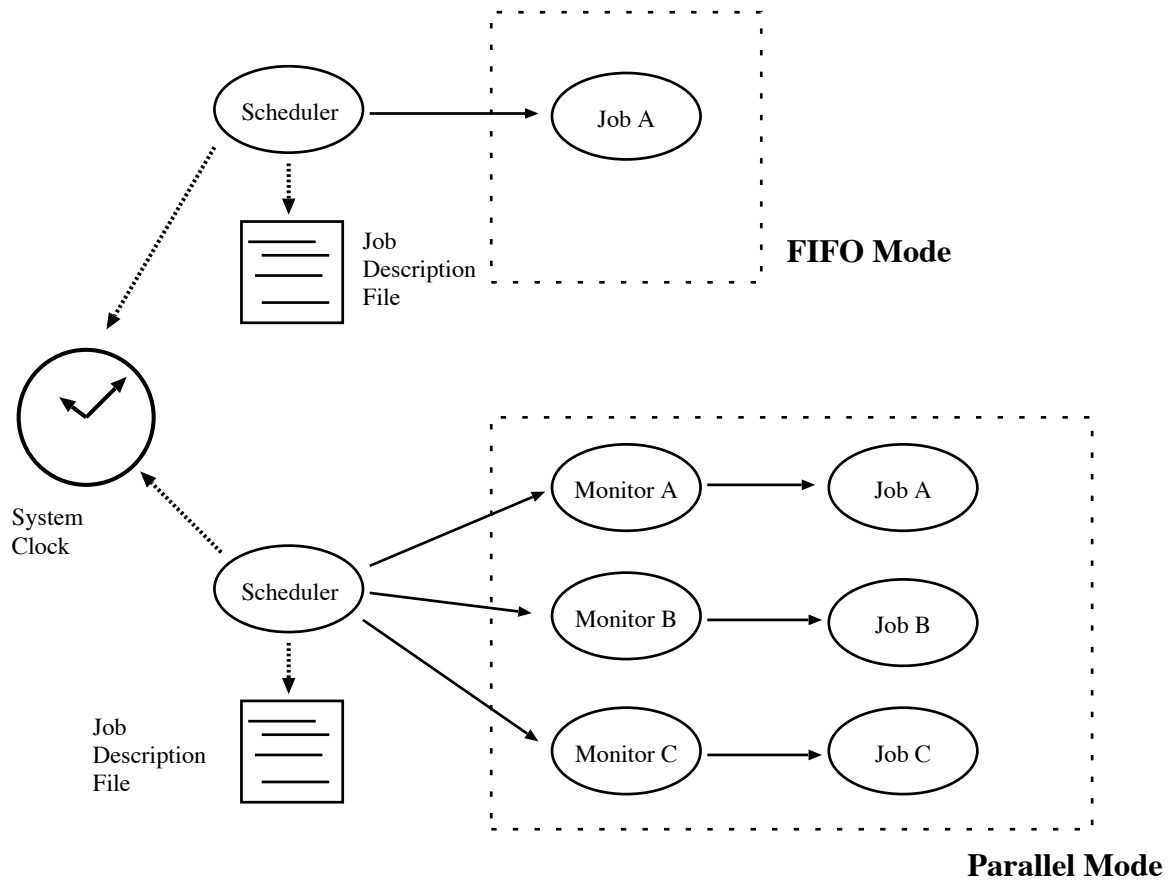 Scheduler
Job A
Job
Description
File
FIFO Mode
System
Clock
Scheduler
Monitor A
Job A
Monitor B
Job B
Monitor C
Job C
Job
Description
File
Parallel Mode